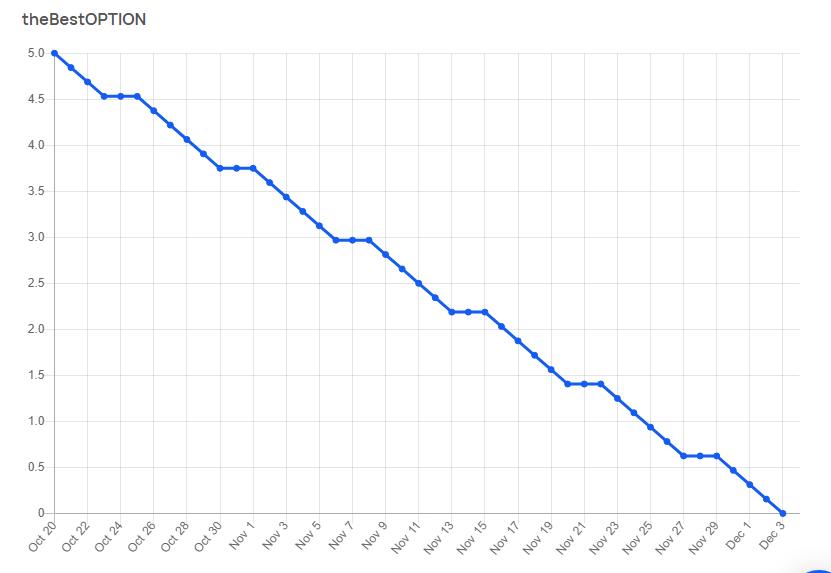 theBestOPTION
5.0
4.5
4.0
3.5
3.0
2.5
2.0
1.5
1.0
0.5
0
Oct 20
Oct 22
Oct 24
Oct 26
Oct 28
Oct 30
Nov 1
Nov 3
Nov 5
Nov 7
Nov 9
Nov 11
Nov 13
Nov 15
Nov 17
Nov 19
Nov 21
Nov 23
Nov 25
Nov 27
Nov 29
Dec 1
Dec 3